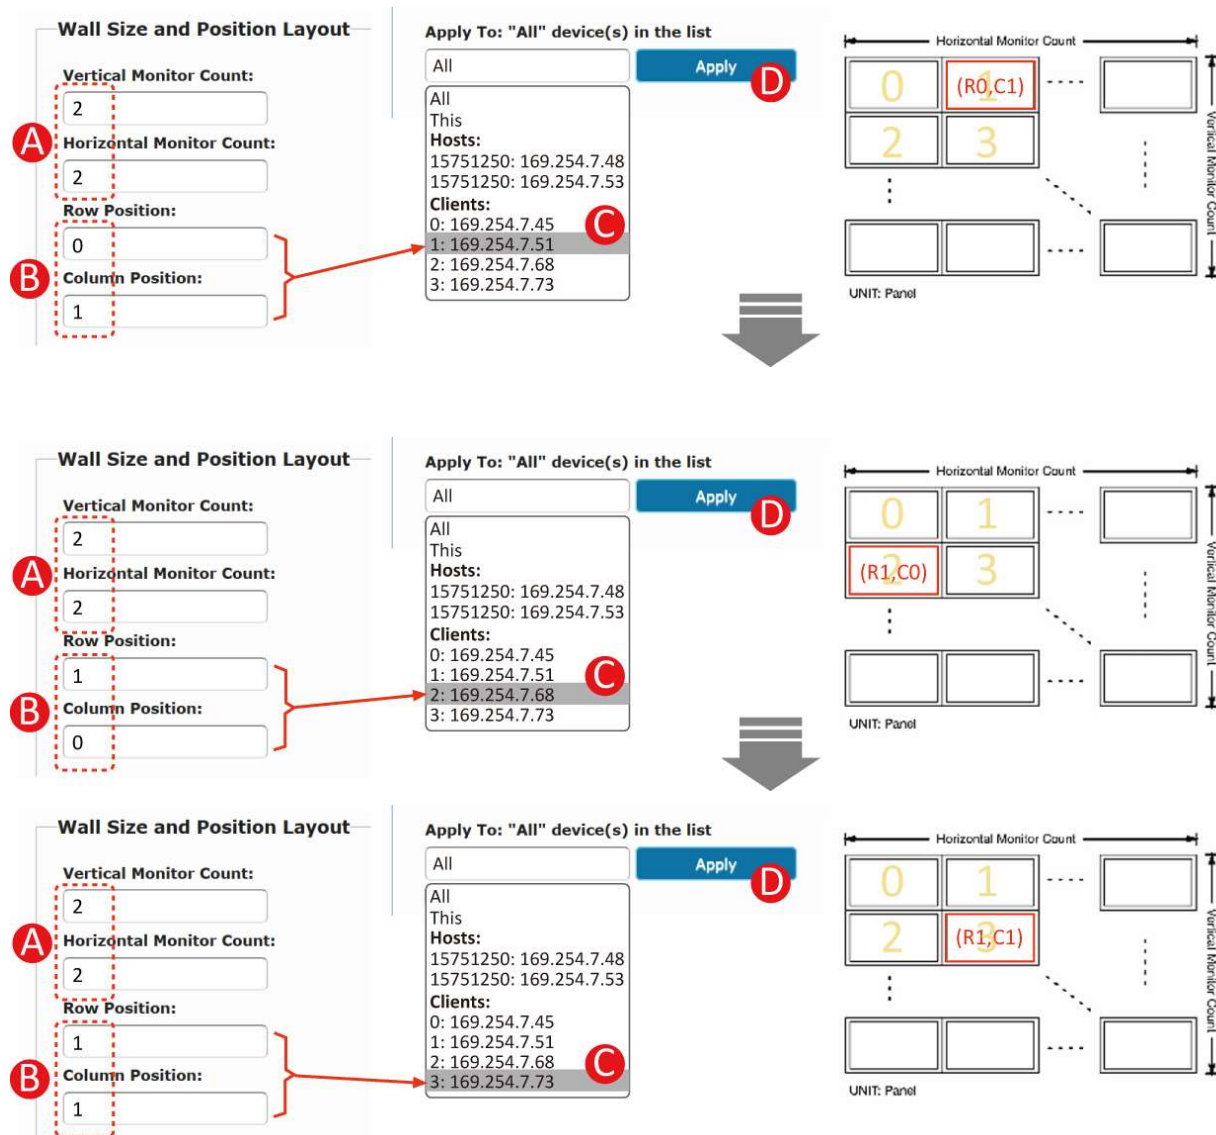 Wall Size and Position Layout
Vertical Monitor Count:
2
A
Horizontal Monitor Count:
2
Row Position:
0
B
Column Position:
1
Apply To: "All" device(s) in the list
All
Apply
D
All
This
Hosts:
15751250: 169.254.7.48
15751250: 169.254.7.53
Clients:
0: 169.254.7.45
C
1: 169.254.7.51
2: 169.254.7.68
3: 169.254.7.73
Horizontal Monitor Count
0
1
(R0,C1)
2
3
Vertical Monitor Count
UNIT: Panel
Wall Size and Position Layout
Vertical Monitor Count:
2
A
Horizontal Monitor Count:
2
Row Position:
1
B
Column Position:
0
Apply To: "All" device(s) in the list
All
Apply
D
All
This
Hosts:
15751250: 169.254.7.48
15751250: 169.254.7.53
Clients:
0: 169.254.7.45
1: 169.254.7.51
C
2: 169.254.7.68
3: 169.254.7.73
Horizontal Monitor Count
0
1
2
(R1,C0)
3
Vertical Monitor Count
UNIT: Panel
Wall Size and Position Layout
Vertical Monitor Count:
2
A
Horizontal Monitor Count:
2
Row Position:
1
B
Column Position:
1
Apply To: "All" device(s) in the list
All
Apply
D
All
This
Hosts:
15751250: 169.254.7.48
15751250: 169.254.7.53
Clients:
0: 169.254.7.45
1: 169.254.7.51
2: 169.254.7.68
C
3: 169.254.7.73
Horizontal Monitor Count
0
1
2
3
(R1,C1)
Vertical Monitor Count
UNIT: Panel